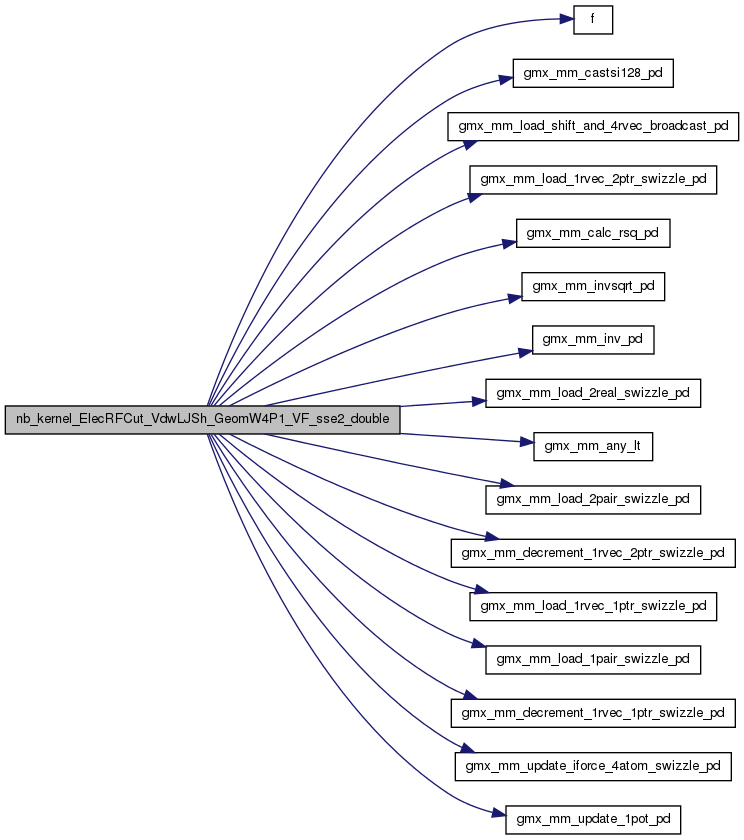 f
gmx_mm_castsi128_pd
gmx_mm_load_shift_and_4rvec_broadcast_pd
gmx_mm_load_1rvec_2ptr_swizzle_pd
gmx_mm_calc_rsq_pd
gmx_mm_invsqrt_pd
gmx_mm_inv_pd
gmx_mm_load_2real_swizzle_pd
nb_kernel_ElecRFCut_VdwLJSh_GeomW4P1_VF_sse2_double
gmx_mm_any_lt
gmx_mm_load_2pair_swizzle_pd
gmx_mm_decrement_1rvec_2ptr_swizzle_pd
gmx_mm_load_1rvec_1ptr_swizzle_pd
gmx_mm_load_1pair_swizzle_pd
gmx_mm_decrement_1rvec_1ptr_swizzle_pd
gmx_mm_update_iforce_4atom_swizzle_pd
gmx_mm_update_1pot_pd